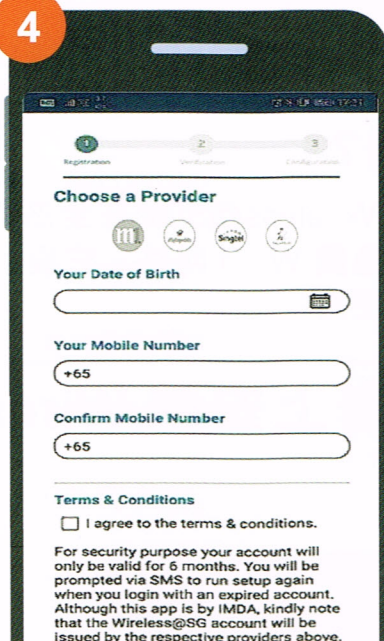 4
1 2 3
Registration Verification Configuration
Choose a Provider
m Singtel
Your Date of Birth
Your Mobile Number
+65
Confirm Mobile Number
+65
Terms & Conditions
I agree to the terms & conditions.
For security purpose your account will
only be valid for 6 months. You will be
prompted via SMS to run setup again
when you login with an expired account.
Although this app is by IMDA, kindly note
that the Wireless@SG account will be
issued by the respective providers above.